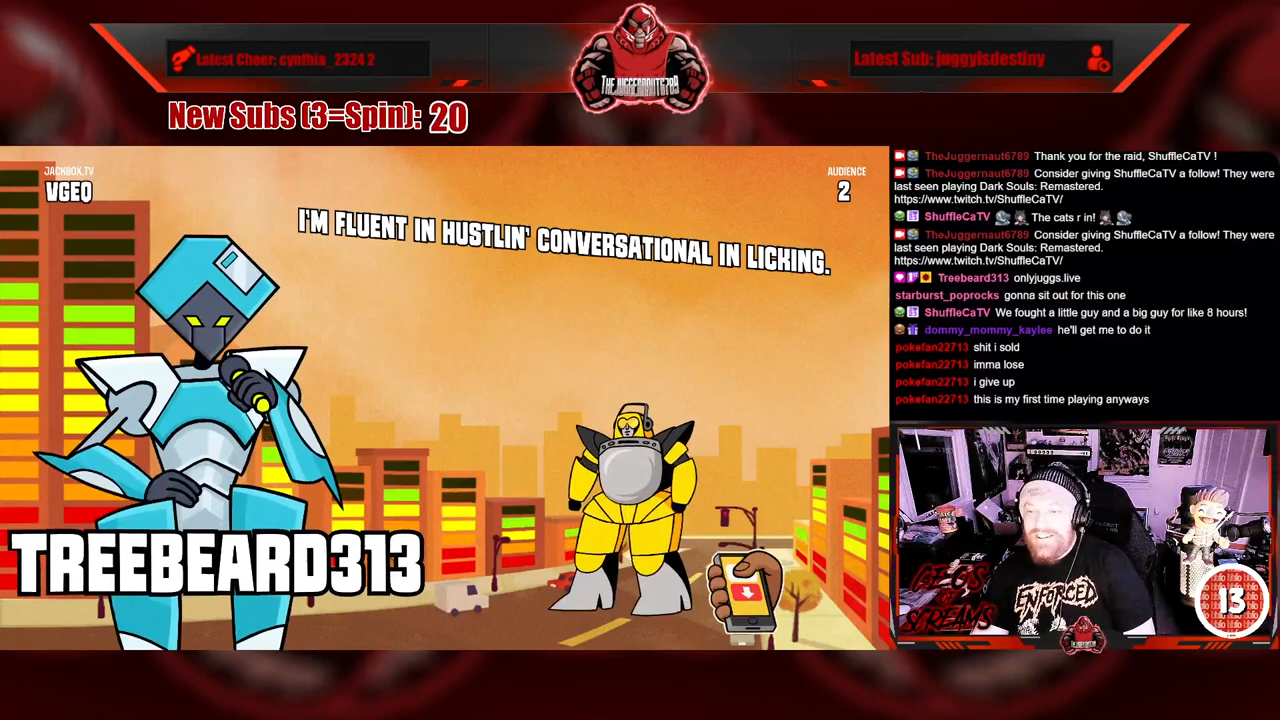 Latest Cheer: cynthia_2324 2
THEJUGGERNAUT6789
Latest Sub: juggyisdestiny
New Subs (3=Spin): 20
JACKBOX.TV
VGEQ
AUDIENCE
2
I'M FLUENT IN HUSTLIN' CONVERSATIONAL IN LICKING.
TREEBEARD313
TheJuggernaut6789 Thank you for the raid, ShuffleCaTV !
TheJuggernaut6789 Consider giving ShuffleCaTV a follow! They were
last seen playing Dark Souls: Remastered.
https://www.twitch.tv/ShuffleCaTV/
ShuffleCaTV The cats r in!
TheJuggernaut6789 Consider giving ShuffleCaTV a follow! They were
last seen playing Dark Souls: Remastered.
https://www.twitch.tv/ShuffleCaTV/
Treebeard313 onlyjuggs.live
starburst_poprocks gonna sit out for this one
ShuffleCaTV We fought a little guy and a big guy for like 8 hours!
dommy_mommy_kaylee he'll get me to do it
pokefan22713 shit i sold
pokefan22713 imma lose
pokefan22713 i give up
pokefan22713 this is my first time playing anyways
ENFORCED
SCREAMS
13